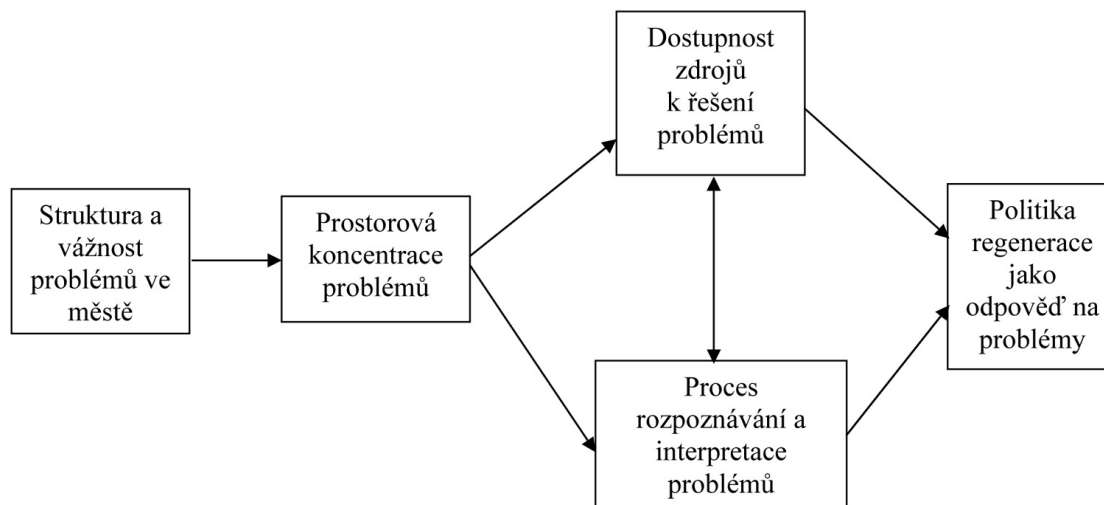 Struktura a
vážnost
problémů ve
městě
Prostorová
koncentrace
problémů
Dostupnost
zdrojů
k řešení
problémů
Proces
rozpoznávání a
interpretace
problémů
Politika
regenerace
jako
odpověď na
problémy